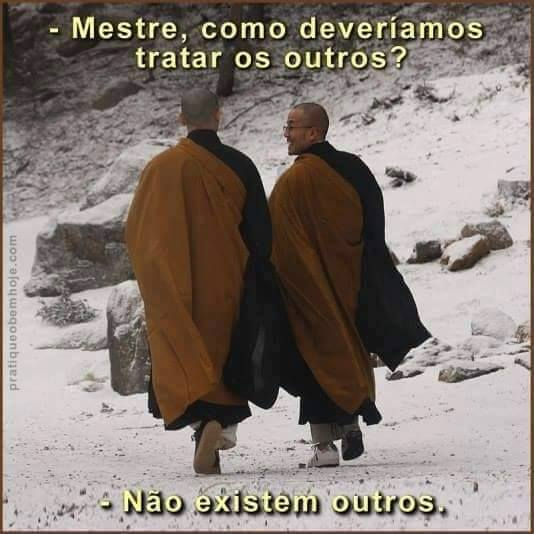 - Mestre, como deveríamos
tratar os outros?
pratiqueobemhoje.com
- Não existem outros.